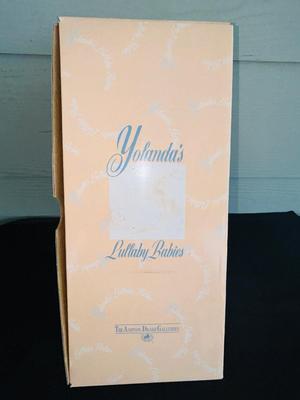 Yolanda's
Lullaby Babies
THE ASHTON-DRAKE GALLERIES